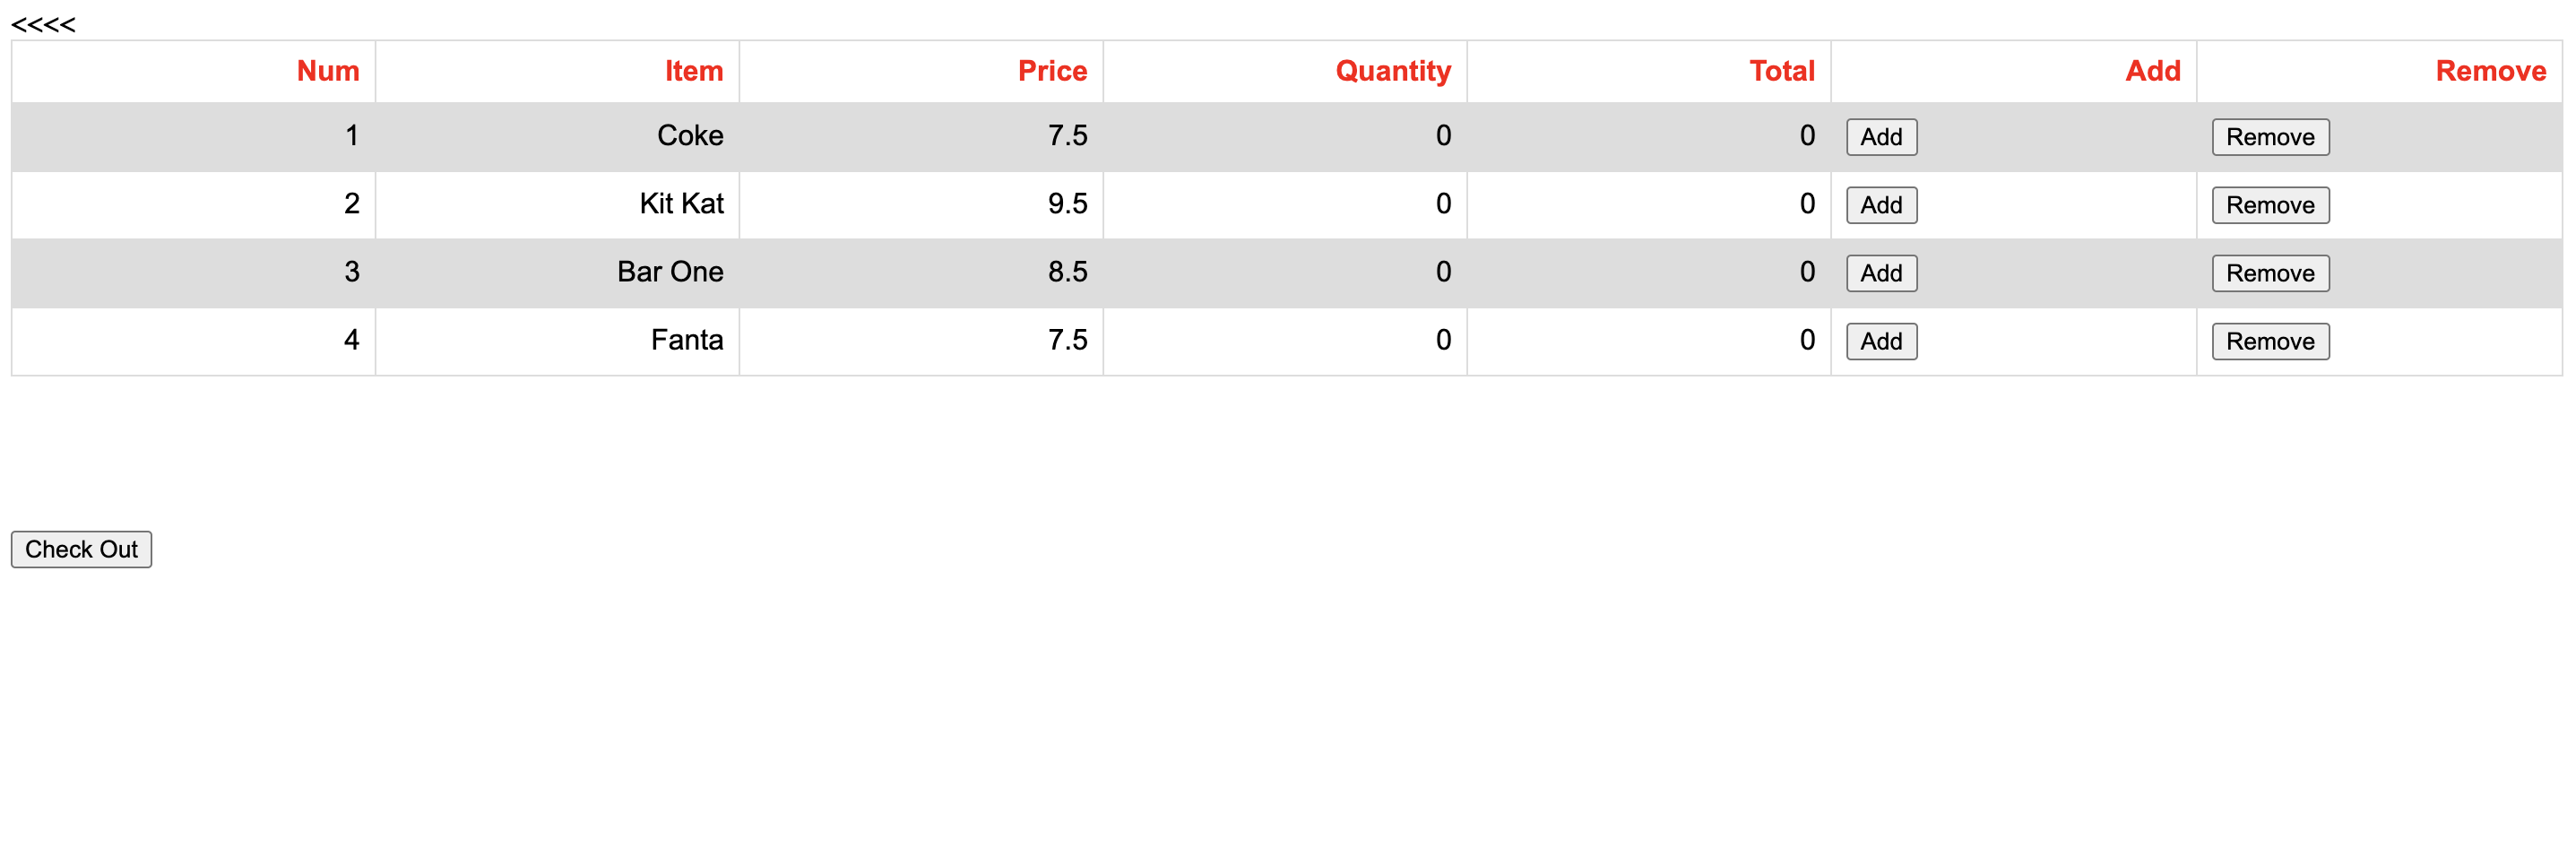 <<<<
Num Item Price Quantity Total Add Remove
1 Coke 7.5 0 0 Add Remove
2 Kit Kat 9.5 0 0 Add Remove
3 Bar One 8.5 0 0 Add Remove
4 Fanta 7.5 0 0 Add Remove
Check Out